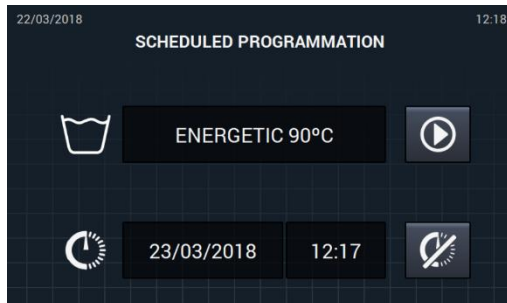 22/03/2018 12:18
SCHEDULED PROGRAMMATION
ENERGETIC 90ºC
23/03/2018 12:17